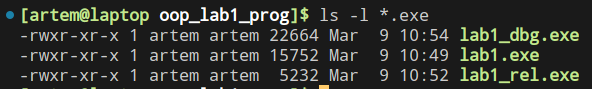 [artem@laptop oop_lab1_prog]$ ls -l *.exe
-rwxr-xr-x 1 artem artem 22664 Mar  9 10:54 lab1_dbg.exe
-rwxr-xr-x 1 artem artem 15752 Mar  9 10:49 lab1.exe
-rwxr-xr-x 1 artem artem  5232 Mar  9 10:52 lab1_rel.exe